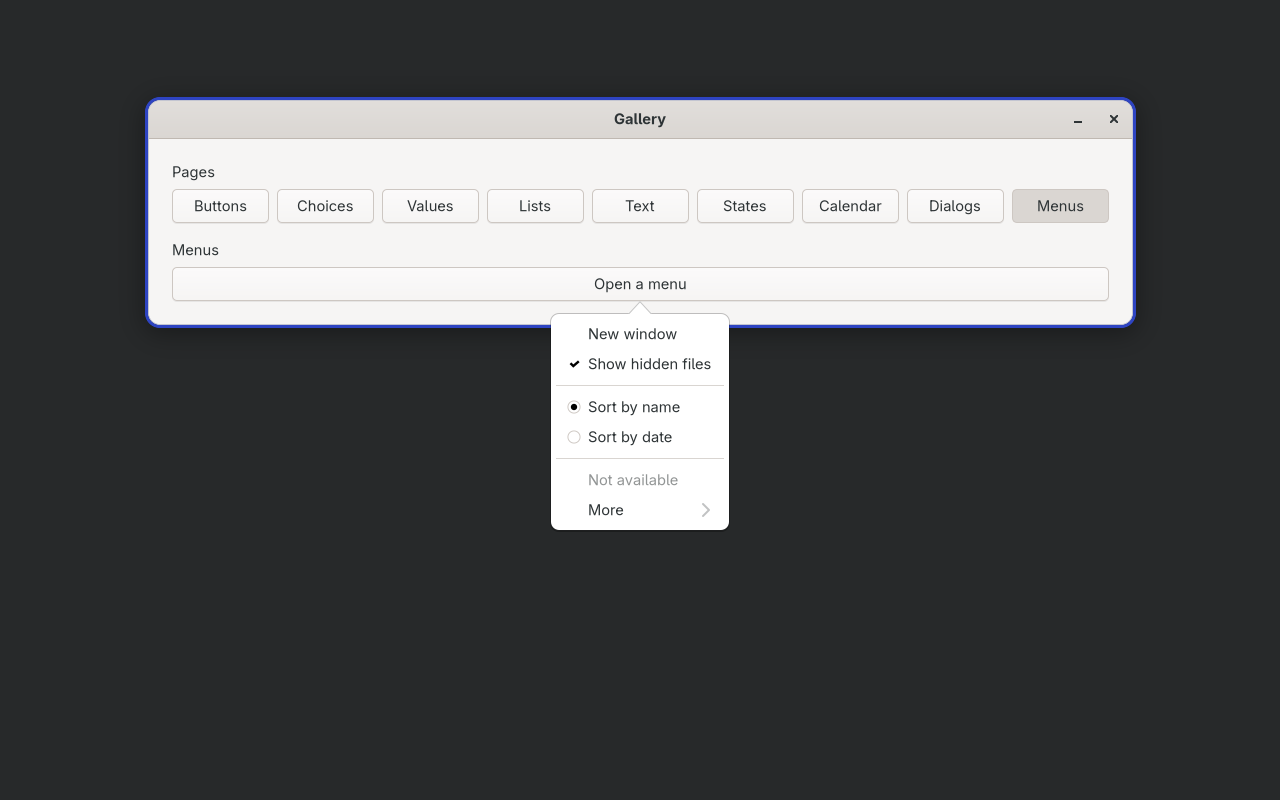 Gallery
Pages
Buttons Choices Values Lists Text States Calendar Dialogs Menus
Menus
Open a menu
New window
Show hidden files
Sort by name
Sort by date
Not available
More